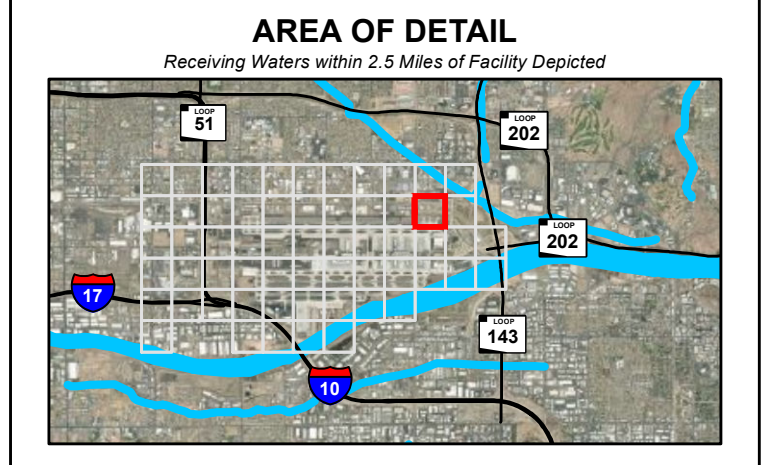 AREA OF DETAIL
Receiving Waters within 2.5 Miles of Facility Depicted
LOOP
51
LOOP
202
LOOP
202
17
LOOP
143
10